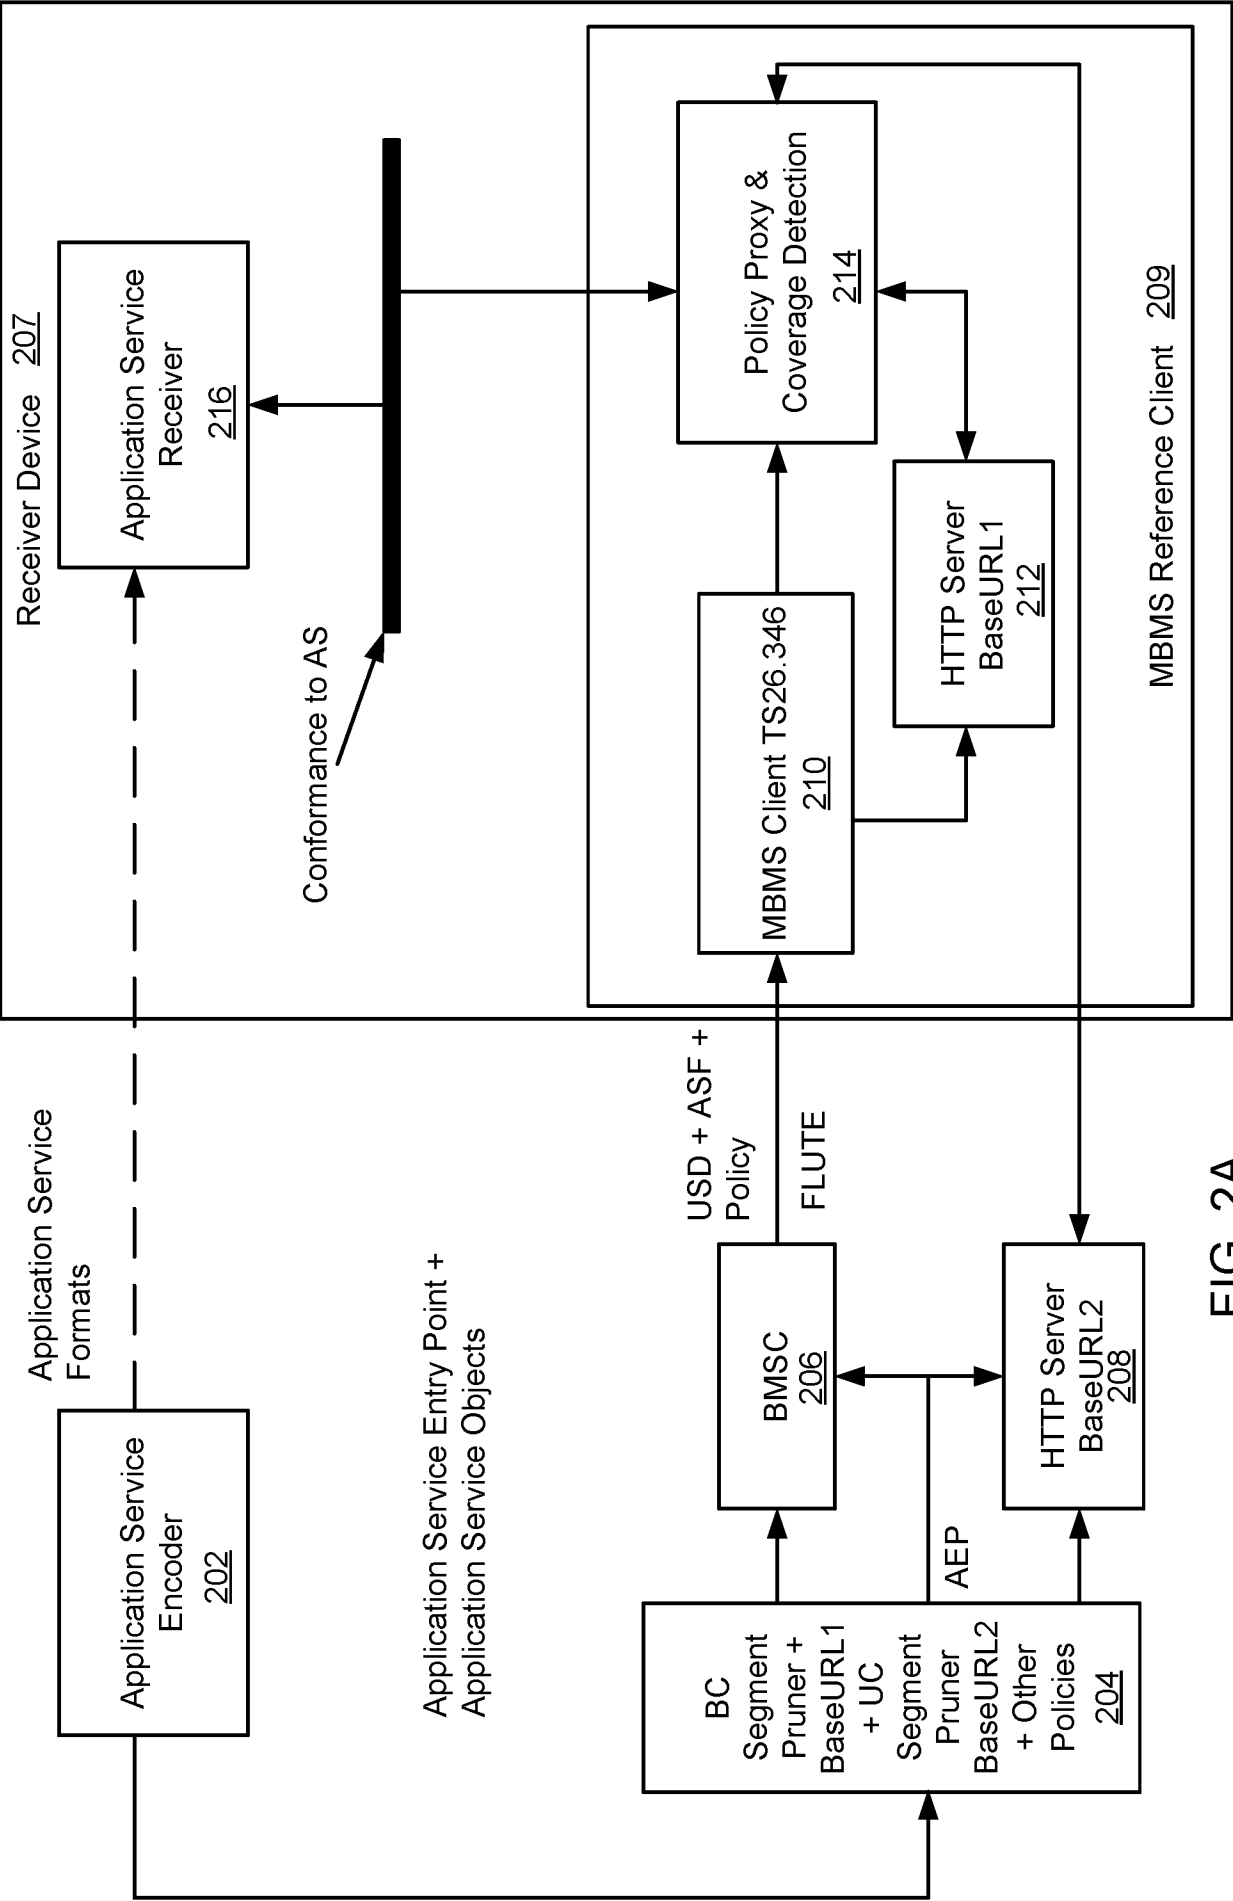 Application Service
Encoder
202
Application Service
Formats
Receiver Device 207
Application Service
Receiver
216
Conformance to AS
Application Service Entry Point +
Application Service Objects
BC
Segment
Pruner +
BaseURL1
+ UC
Segment
Pruner
BaseURL2
+ Other
Policies
204
AEP
BMSC
206
HTTP Server
BaseURL2
208
USD + ASF +
Policy
FLUTE
MBMS Client TS26.346
210
HTTP Server
BaseURL1
212
Policy Proxy &
Coverage Detection
214
MBMS Reference Client 209
FIG. 2A